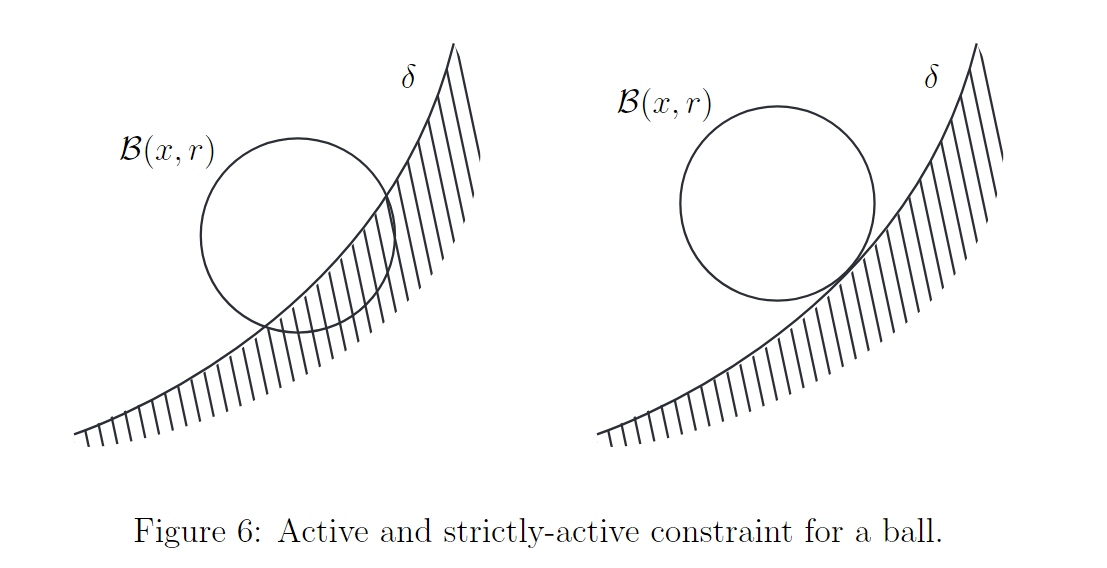 δ
δ
ℬ(x, r)
ℬ(x, r)
Figure 6: Active and strictly-active constraint for a ball.